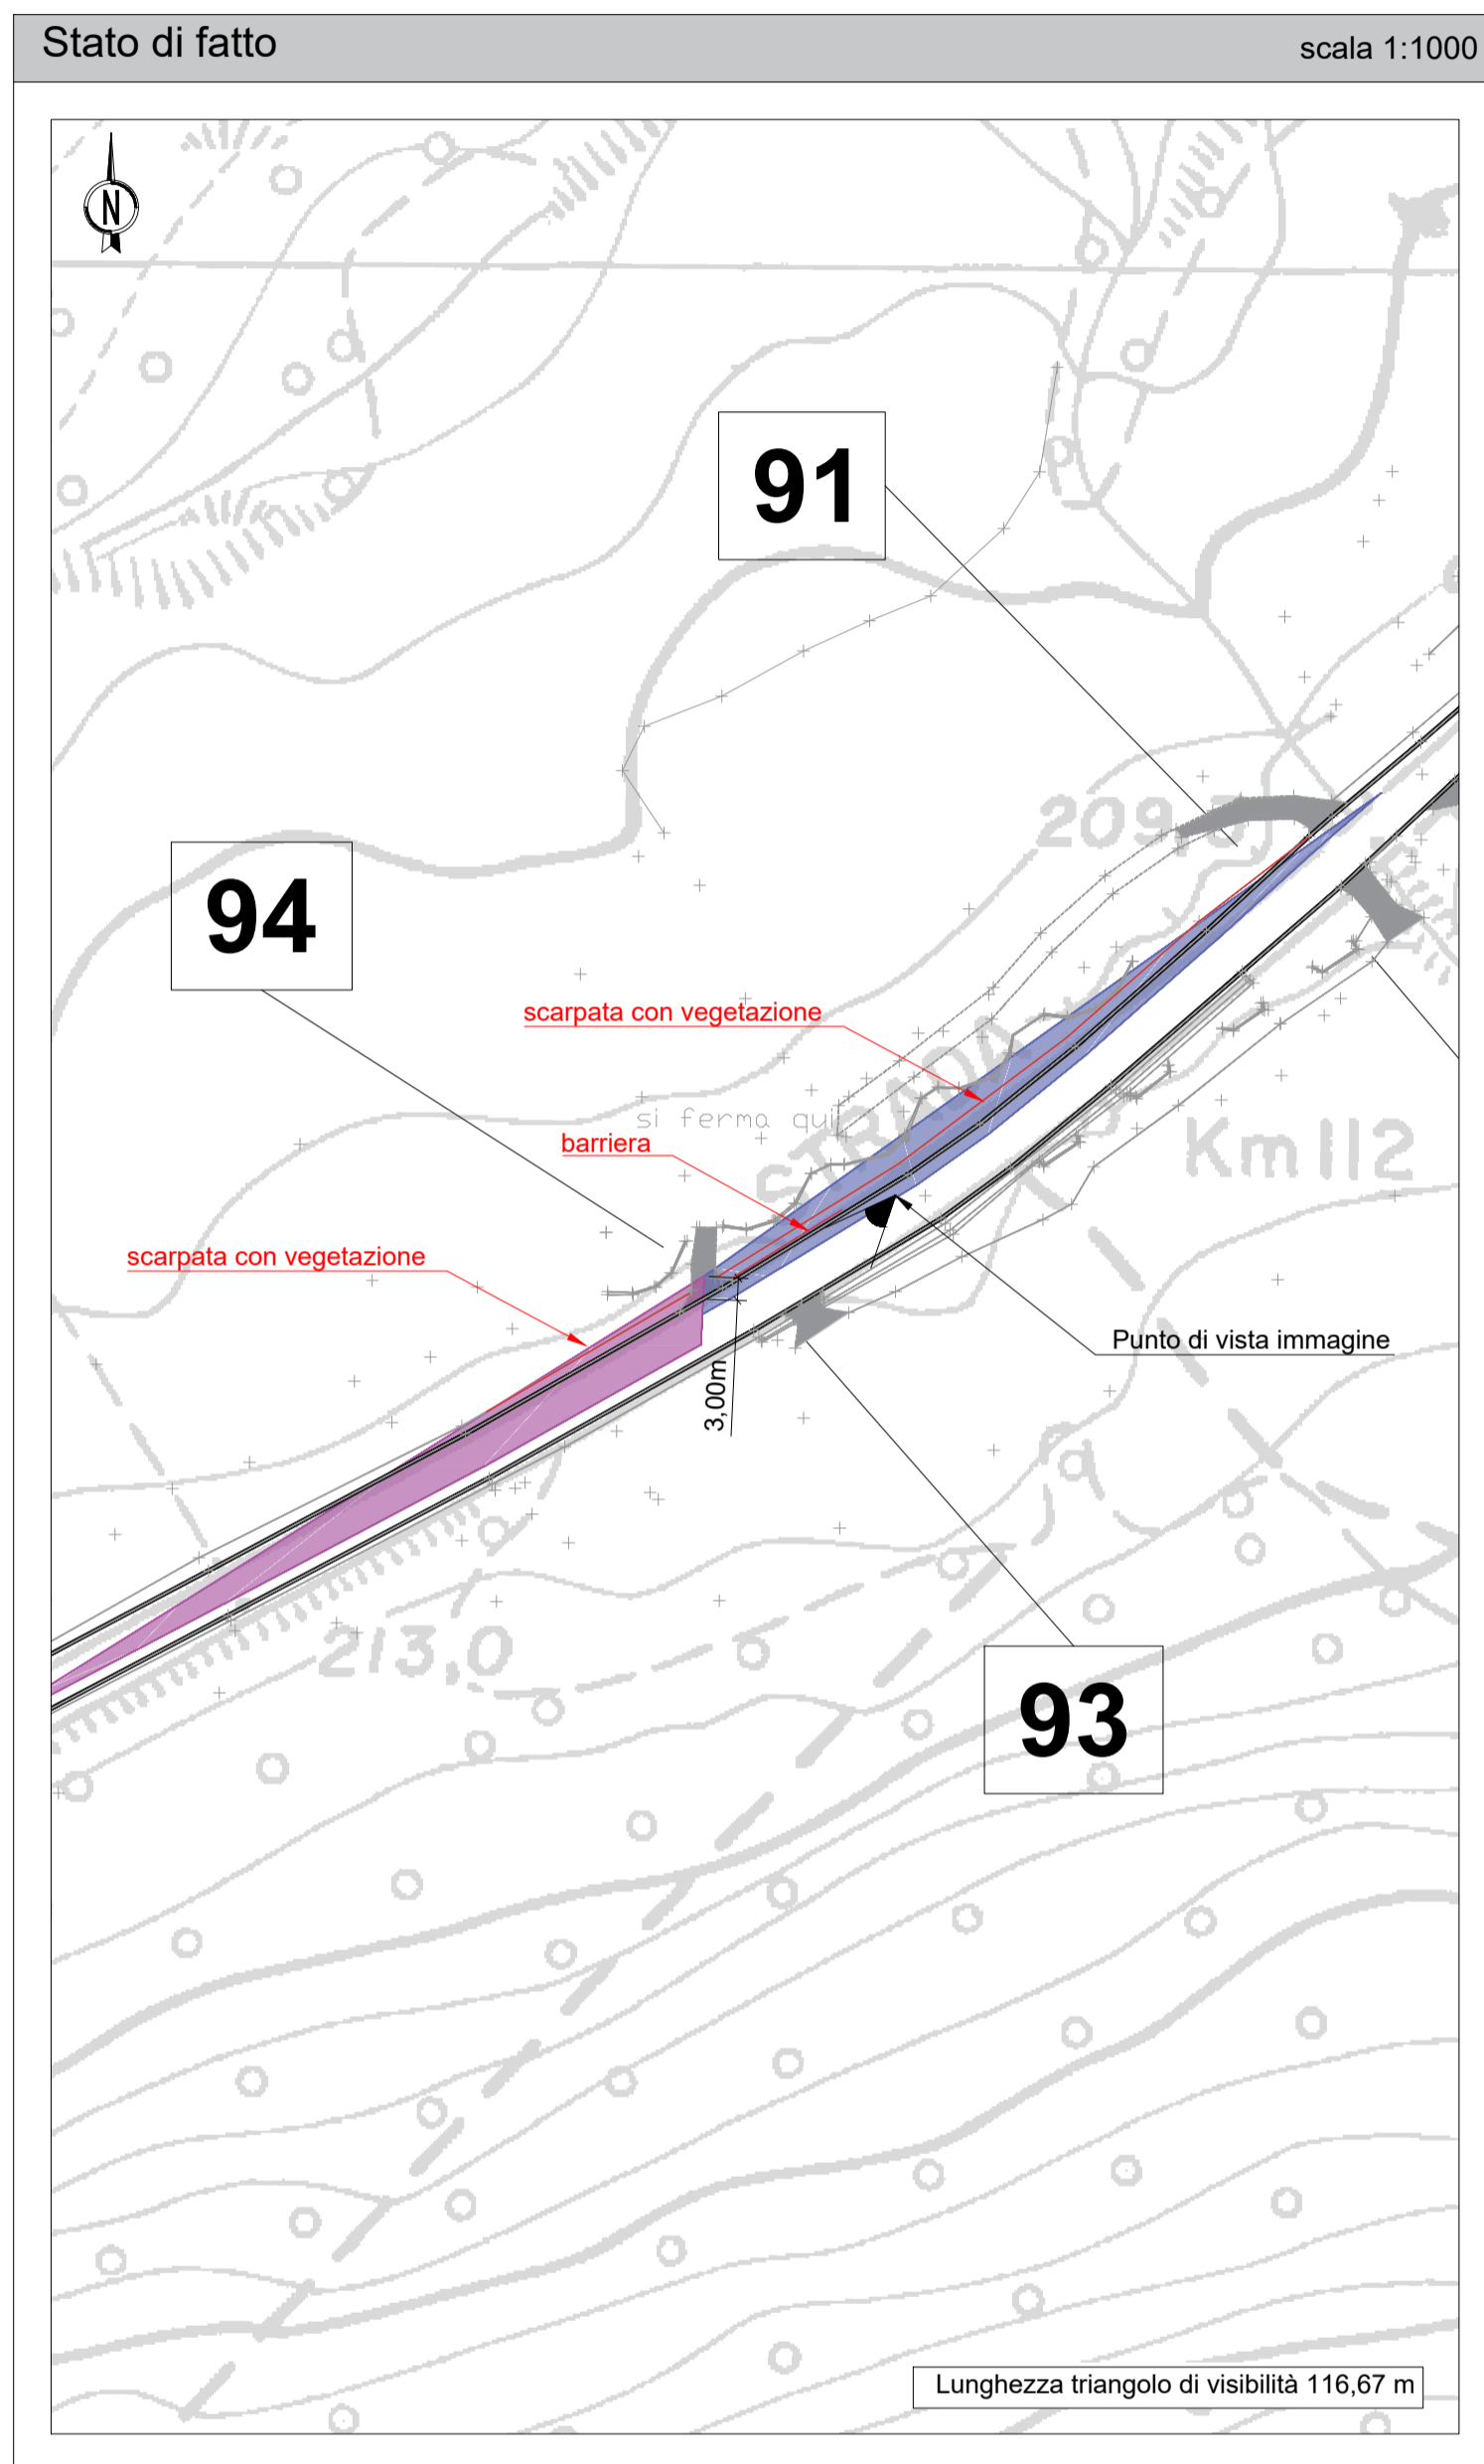 Stato di fatto
scala 1:1000
N
91
209,
94
scarpata con vegetazione
STRADA
si ferma qui
barriera
Km 112
scarpata con vegetazione
Punto di vista immagine
3,00m
213,0
93
Lunghezza triangolo di visibilità 116,67 m